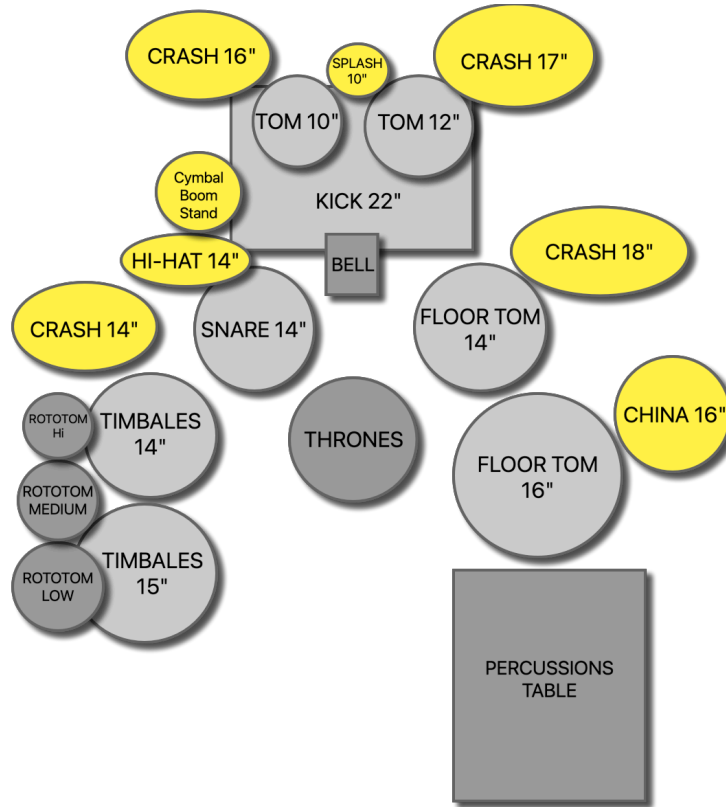 CRASH 16"
SPLASH
10"
CRASH 17"
TOM 10"
TOM 12"
Cymbal
Boom
Stand
KICK 22"
HI-HAT 14"
BELL
CRASH 18"
CRASH 14"
SNARE 14"
FLOOR TOM
14"
ROTOTOM
Hi
TIMBALES
14"
THRONES
CHINA 16"
FLOOR TOM
16"
ROTOTOM
MEDIUM
TIMBALES
15"
ROTOTOM
LOW
PERCUSSIONS
TABLE